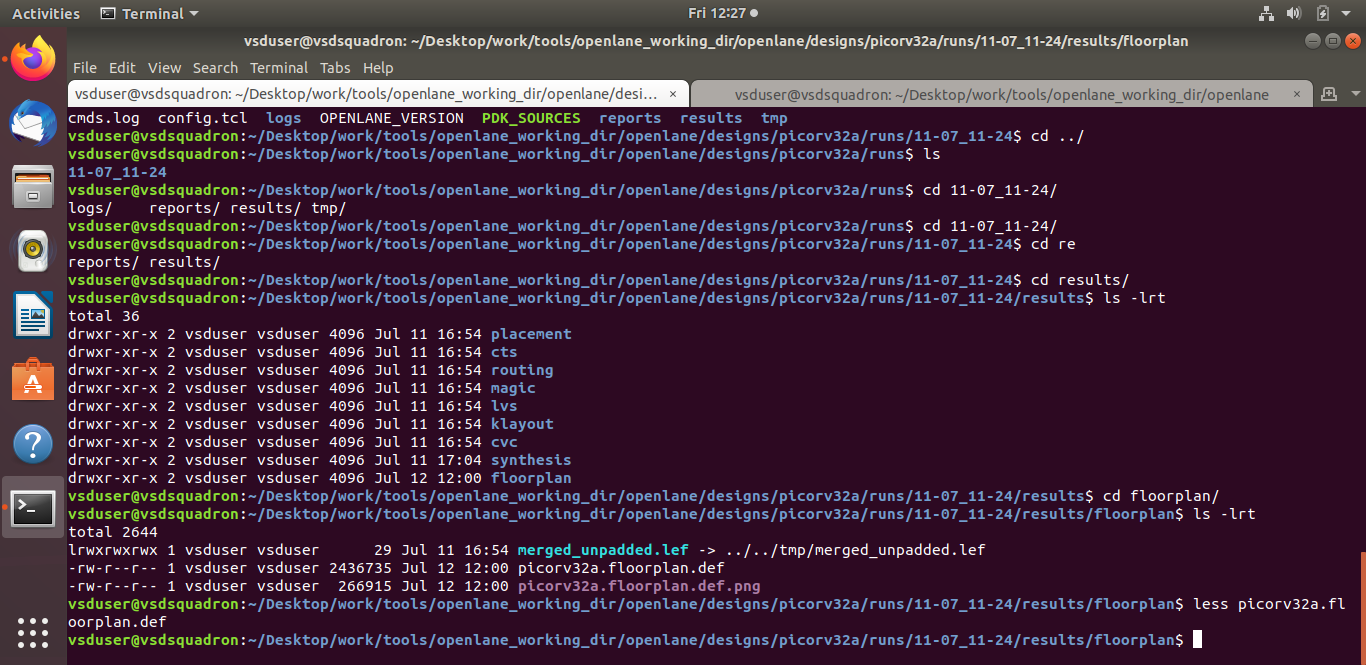 Activities Terminal Fri 12:27
vsduser@vsdsquadron: ~/Desktop/work/tools/openlane_working_dir/openlane/designs/picorv32a/runs/11-07_11-24/results/floorplan
File Edit View Search Terminal Tabs Help
vsduser@vsdsquadron: ~/Desktop/work/tools/openlane_working_dir/openlane/desi... × vsduser@vsdsquadron: ~/Desktop/work/tools/openlane_working_dir/openlane ×
cmds.log config.tcl logs OPENLANE_VERSION PDK_SOURCES reports results tmp
vsduser@vsdsquadron:~/Desktop/work/tools/openlane_working_dir/openlane/designs/picorv32a/runs/11-07_11-24$ cd ../
vsduser@vsdsquadron:~/Desktop/work/tools/openlane_working_dir/openlane/designs/picorv32a/runs$ ls
11-07_11-24
vsduser@vsdsquadron:~/Desktop/work/tools/openlane_working_dir/openlane/designs/picorv32a/runs$ cd 11-07_11-24/
logs/ reports/ results/ tmp/
vsduser@vsdsquadron:~/Desktop/work/tools/openlane_working_dir/openlane/designs/picorv32a/runs$ cd 11-07_11-24/
vsduser@vsdsquadron:~/Desktop/work/tools/openlane_working_dir/openlane/designs/picorv32a/runs/11-07_11-24$ cd re
reports/ results/
vsduser@vsdsquadron:~/Desktop/work/tools/openlane_working_dir/openlane/designs/picorv32a/runs/11-07_11-24$ cd results/
vsduser@vsdsquadron:~/Desktop/work/tools/openlane_working_dir/openlane/designs/picorv32a/runs/11-07_11-24/results$ ls -lrt
total 36
drwxr-xr-x 2 vsduser vsduser 4096 Jul 11 16:54 placement
drwxr-xr-x 2 vsduser vsduser 4096 Jul 11 16:54 cts
drwxr-xr-x 2 vsduser vsduser 4096 Jul 11 16:54 routing
drwxr-xr-x 2 vsduser vsduser 4096 Jul 11 16:54 magic
drwxr-xr-x 2 vsduser vsduser 4096 Jul 11 16:54 lvs
drwxr-xr-x 2 vsduser vsduser 4096 Jul 11 16:54 klayout
drwxr-xr-x 2 vsduser vsduser 4096 Jul 11 16:54 cvc
drwxr-xr-x 2 vsduser vsduser 4096 Jul 11 17:04 synthesis
drwxr-xr-x 2 vsduser vsduser 4096 Jul 12 12:00 floorplan
vsduser@vsdsquadron:~/Desktop/work/tools/openlane_working_dir/openlane/designs/picorv32a/runs/11-07_11-24/results$ cd floorplan/
vsduser@vsdsquadron:~/Desktop/work/tools/openlane_working_dir/openlane/designs/picorv32a/runs/11-07_11-24/results/floorplan$ ls -lrt
total 2644
lrwxrwxrwx 1 vsduser vsduser 29 Jul 11 16:54 merged_unpadded.lef -> ../../tmp/merged_unpadded.lef
-rw-r--r-- 1 vsduser vsduser 2436735 Jul 12 12:00 picorv32a.floorplan.def
-rw-r--r-- 1 vsduser vsduser 266915 Jul 12 12:00 picorv32a.floorplan.def.png
vsduser@vsdsquadron:~/Desktop/work/tools/openlane_working_dir/openlane/designs/picorv32a/runs/11-07_11-24/results/floorplan$ less picorv32a.fl
oorplan.def
vsduser@vsdsquadron:~/Desktop/work/tools/openlane_working_dir/openlane/designs/picorv32a/runs/11-07_11-24/results/floorplan$